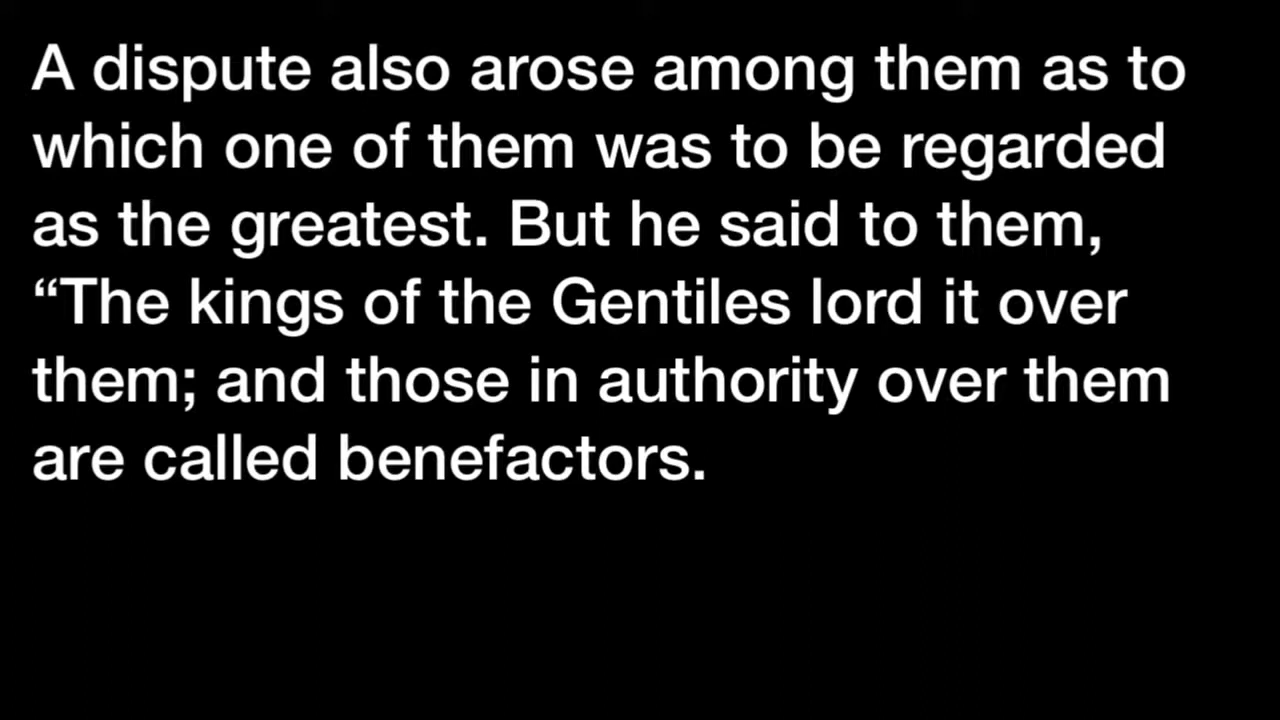 A dispute also arose among them as to
which one of them was to be regarded
as the greatest. But he said to them,
“The kings of the Gentiles lord it over
them; and those in authority over them
are called benefactors.